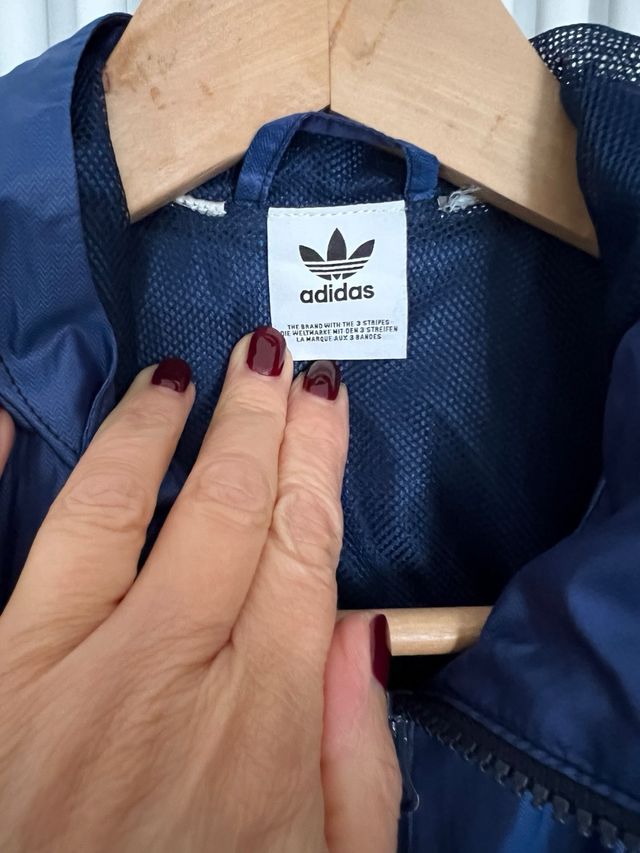 adidas
THE BRAND WITH THE 3 STRIPES
DIE WELTMARKE MIT DEN 3 STREIFEN
LA MARQUE AUX 3 BANDES